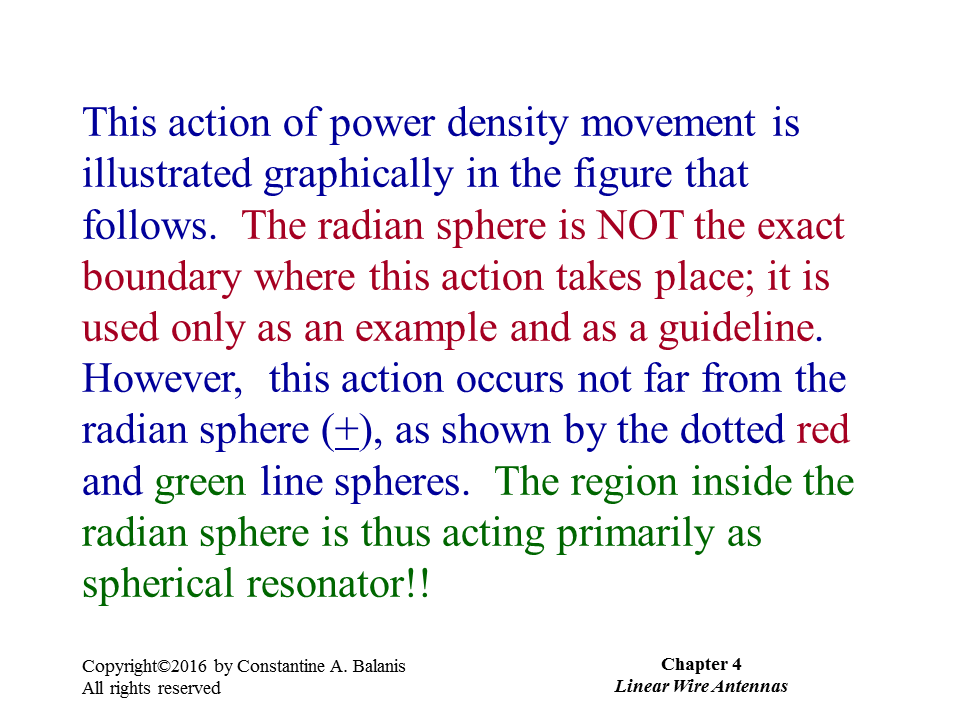 This action of power density movement is
illustrated graphically in the figure that
follows.  The radian sphere is NOT the exact
boundary where this action takes place; it is
used only as an example and as a guideline.
However,  this action occurs not far from the
radian sphere (+), as shown by the dotted red
and green line spheres.  The region inside the
radian sphere is thus acting primarily as
spherical resonator!!
Copyright©2016 by Constantine A. Balanis
All rights reserved
Chapter 4
Linear Wire Antennas